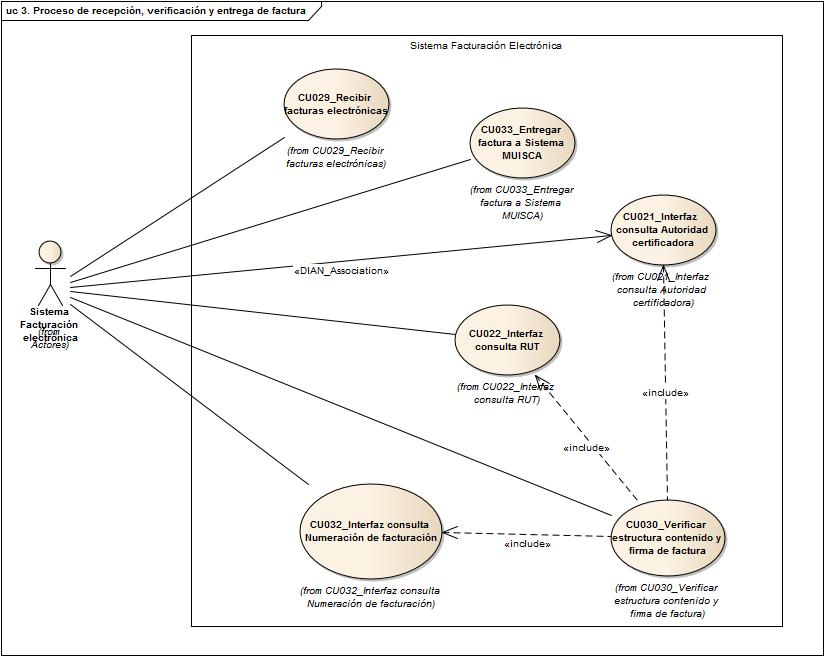 uc 3. Proceso de recepción, verificación y entrega de factura
Sistema Facturación Electrónica
CU029_Recibir
facturas electrónicas
(from CU029_Recibir
facturas electrónicas)
CU033_Entregar
factura a Sistema
MUISCA
(from CU033_Entregar
factura a Sistema
MUISCA)
CU021_Interfaz
consulta Autoridad
certificadora
(from CU021_Interfaz
consulta Autoridad
certificadora)
«DIAN_Association»
Sistema
Facturación
electrónica
(from
Actores)
CU022_Interfaz
consulta RUT
(from CU022_Interfaz
consulta RUT)
«include»
«include»
CU032_Interfaz consulta
Numeración de facturación
(from CU032_Interfaz consulta
Numeración de facturación)
«include»
CU030_Verificar
estructura contenido y
firma de factura
(from CU030_Verificar
estructura contenido y
firma de factura)